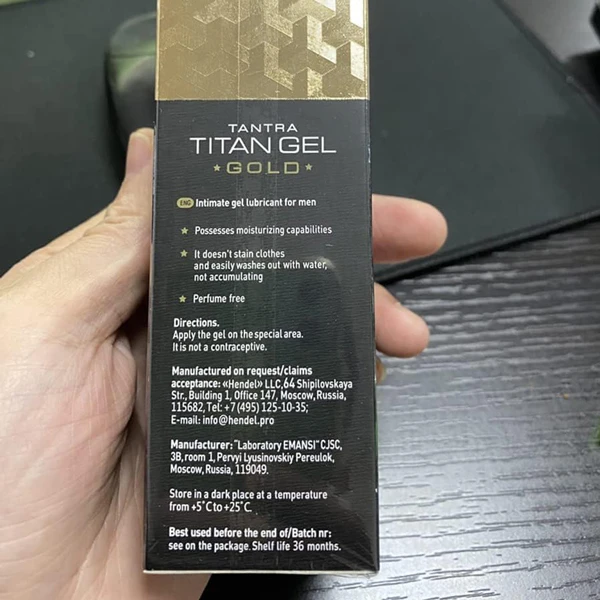 TANTRA
TITAN GEL
GOLD
ENG Intimate gel lubricant for men
Possesses moisturizing capabilities
It doesn't stain clothes
and easily washes out with water,
not accumulating
Perfume free
Directions.
Apply the gel on the special area.
It is not a contraceptive.
Manufactured on request/claims
acceptance: «Hendel» LLC, 64 Shipilovskaya
Str., Building 1, Office 147, Moscow, Russia,
115682, Tel: +7 (495) 125-10-35;
E-mail: info@hendel.pro
Manufacturer: "Laboratory EMANSI" CJSC,
3B, room 1, Pervyi Lyusinovskiy Pereulok,
Moscow, Russia, 119049.
Store in a dark place at a temperature
from +5°C to +25°C.
Best used before the end of/Batch nr:
see on the package. Shelf life 36 months.